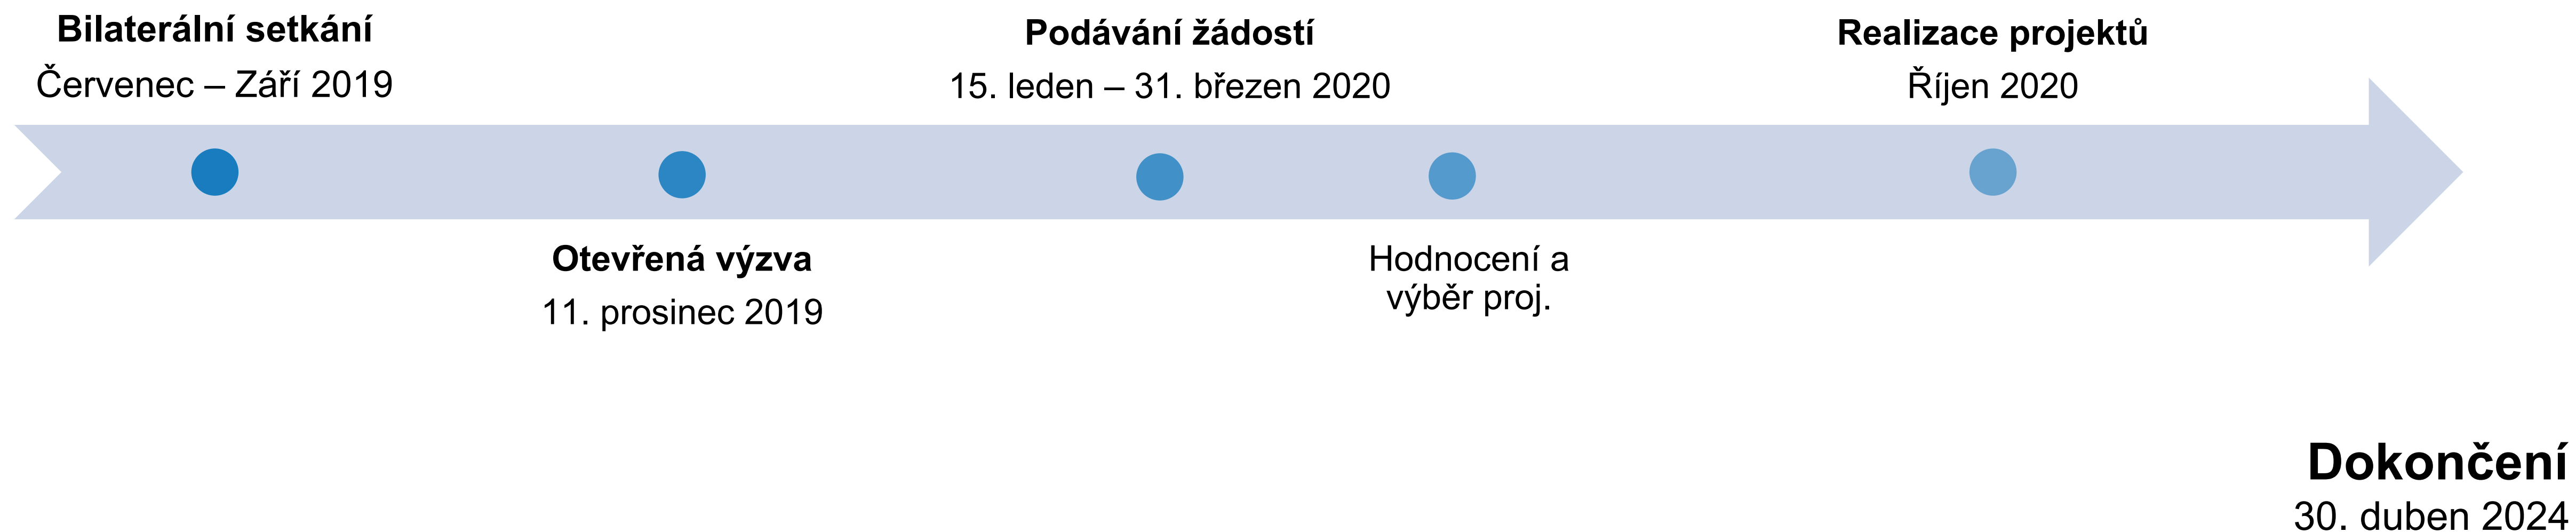 Bilaterální setkání
Červenec – Září 2019
Otevřená výzva
11. prosinec 2019
Podávání žádostí
15. leden – 31. březen 2020
Hodnocení a
výběr proj.
Realizace projektů
Říjen 2020
Dokončení
30. duben 2024